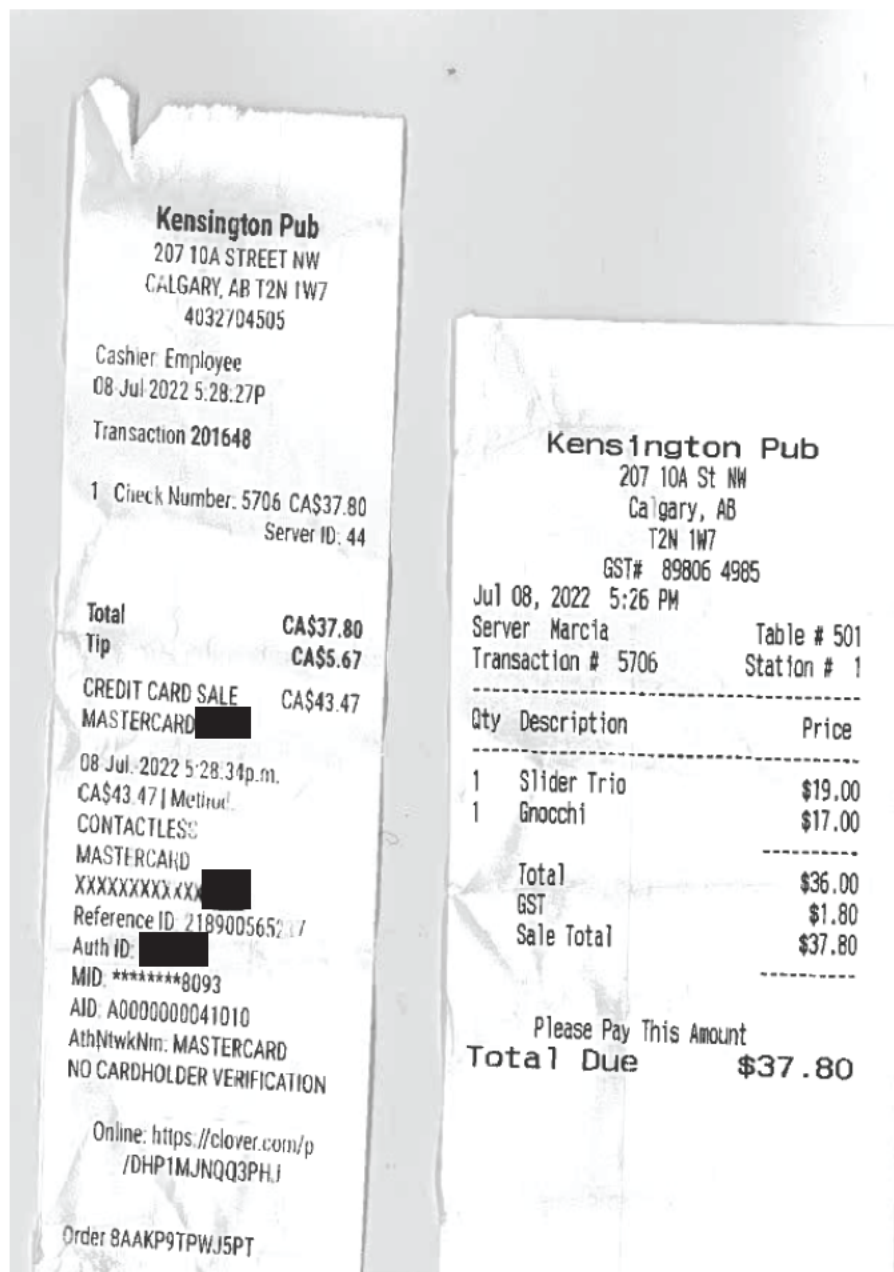 Kensington Pub
207 10A STREET NW
CALGARY, AB T2N 1W7
4032704505
Cashier: Employee
08-Jul-2022 5:28:27P
Transaction 201648
1 Check Number: 5706 CA$37.80
Server ID: 44
Total CA$37.80
Tip CA$5.67
CREDIT CARD SALE CA$43.47
MASTERCARD
08-Jul.-2022 5:28:34p.m.
CA$43.47 | Method:
CONTACTLESS
MASTERCARD
XXXXXXXXXXXX
Reference ID:
Auth ID:
MID: ********8093
AID: A0000000041010
AthNtwkNm: MASTERCARD
NO CARDHOLDER VERIFICATION
Online: https://clover.com/p
/DHP1MJNQQ3PHJ
Order 8AAKP9TPWJ5PT
Kensington Pub
207 10A St NW
Calgary, AB
T2N 1W7
GST# 89806 4985
Jul 08, 2022 5:26 PM
Server Marcia Table # 501
Transaction # 5706 Station # 1
Qty Description Price
1 Slider Trio $19.00
1 Gnocchi $17.00
Total $36.00
GST $1.80
Sale Total $37.80
Please Pay This Amount
Total Due $37.80